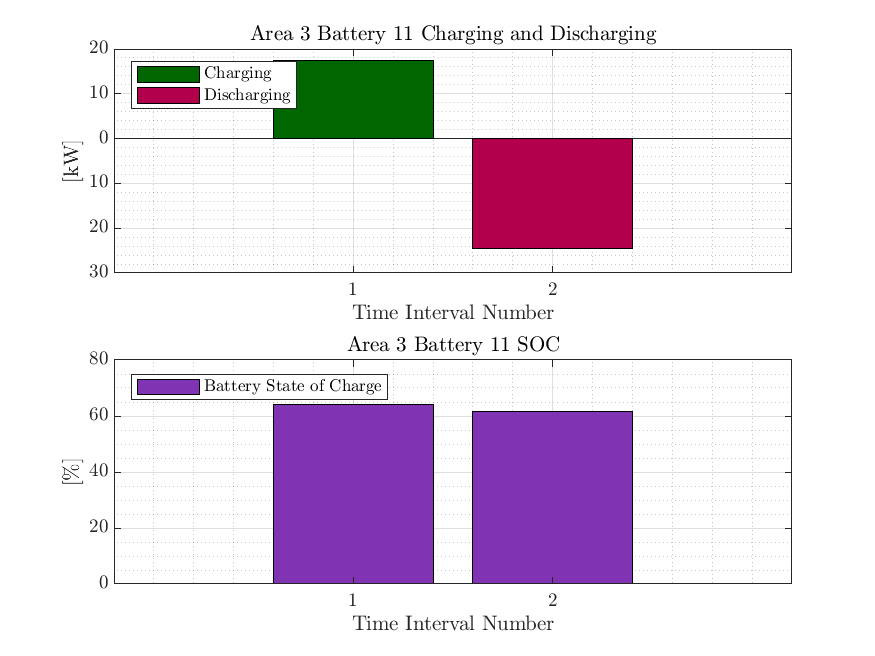 Area 3 Battery 11 Charging and Discharging
20
Charging
10
Discharging
0
[kW]
10
20
30
1 2
Time Interval Number
Area 3 Battery 11 SOC
80
Battery State of Charge
60
[%]
40
20
0
1 2
Time Interval Number